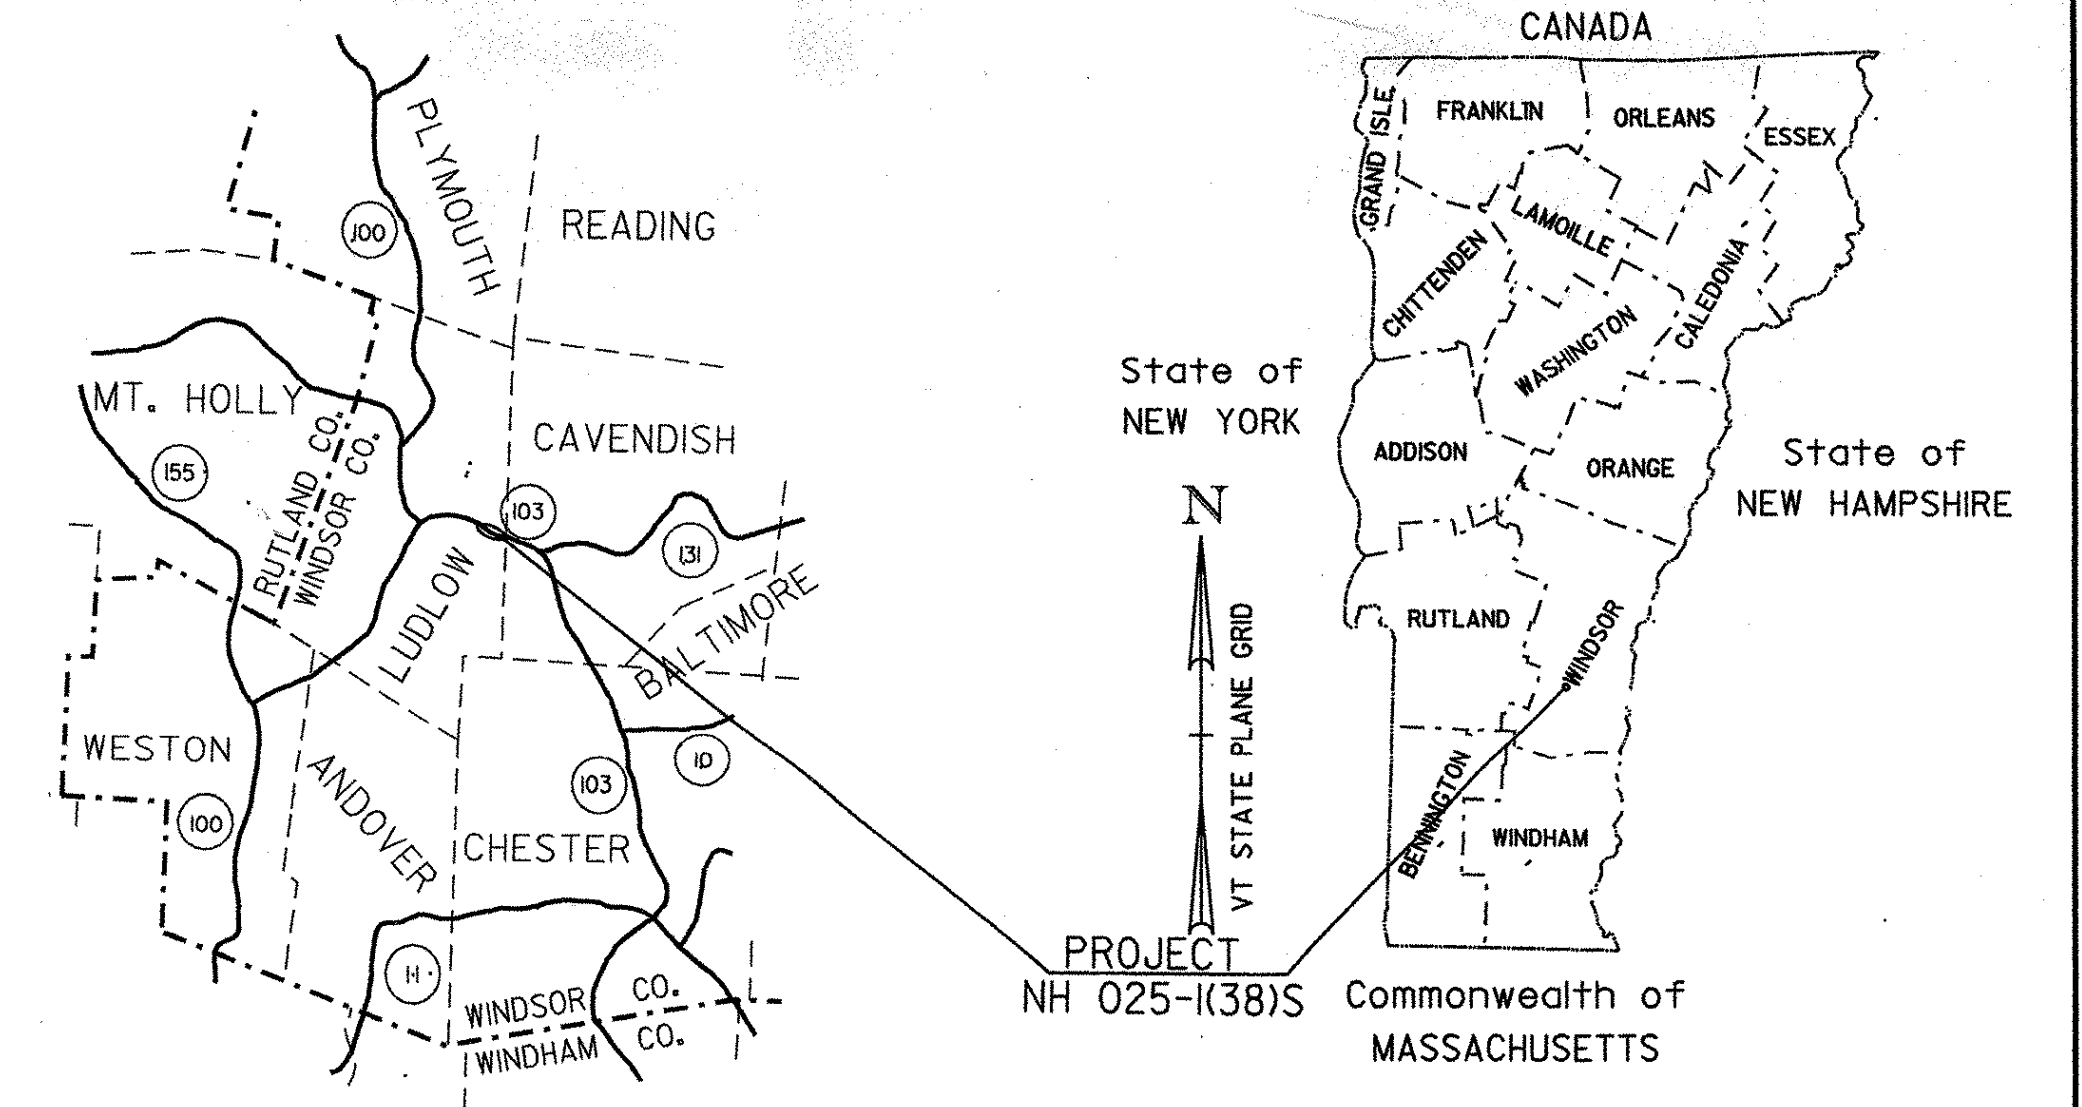 CANADA
GRAND ISLE
FRANKLIN
ORLEANS
ESSEX
LAMOILLE
CHITTENDEN
CALEDONIA
WASHINGTON
ADDISON
ORANGE
RUTLAND
WINDSOR
BENNINGTON
WINDHAM
State of
NEW YORK
State of
NEW HAMPSHIRE
Commonwealth of
MASSACHUSETTS
N
VT STATE PLANE GRID
PROJECT
NH 025-1(38)S
PLYMOUTH
READING
100
MT. HOLLY
RUTLAND CO.
WINDSOR CO.
CAVENDISH
155
103
131
LUDLOW
BALTIMORE
WESTON
ANDOVER
10
103
100
CHESTER
11
WINDSOR CO.
WINDHAM CO.